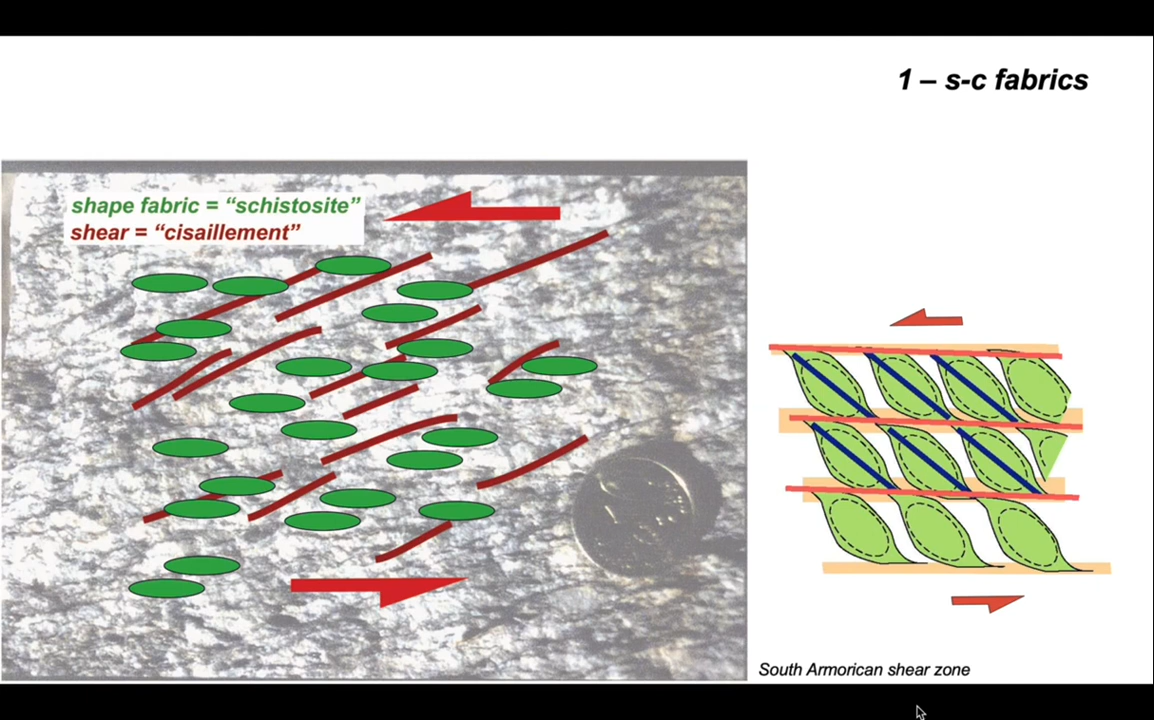 1 – s-c fabrics
shape fabric = “schistosite”
shear = “cisaillement”
South Armorican shear zone